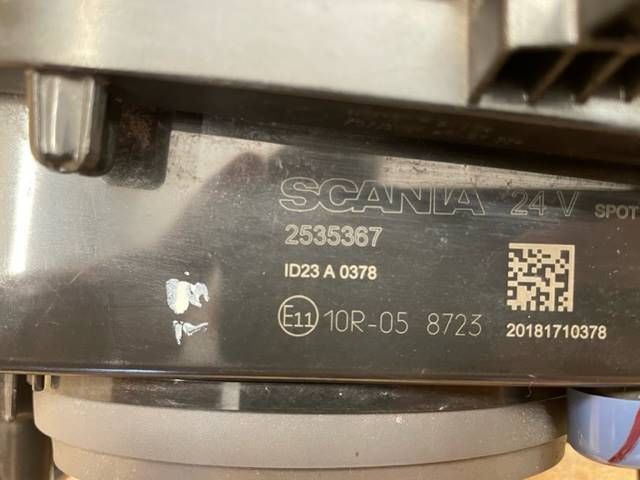 SCANIA 24 V SPOT
2535367
ID23 A 0378
E11 10R-05 8723
20181710378